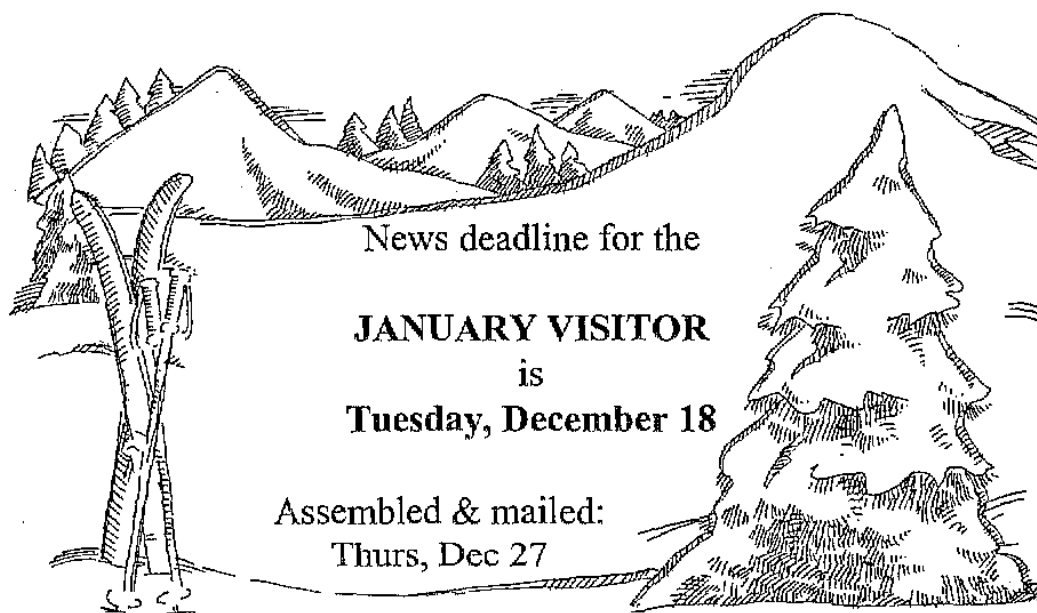 News deadline for the
JANUARY VISITOR
is
Tuesday, December 18
Assembled & mailed:
Thurs, Dec 27